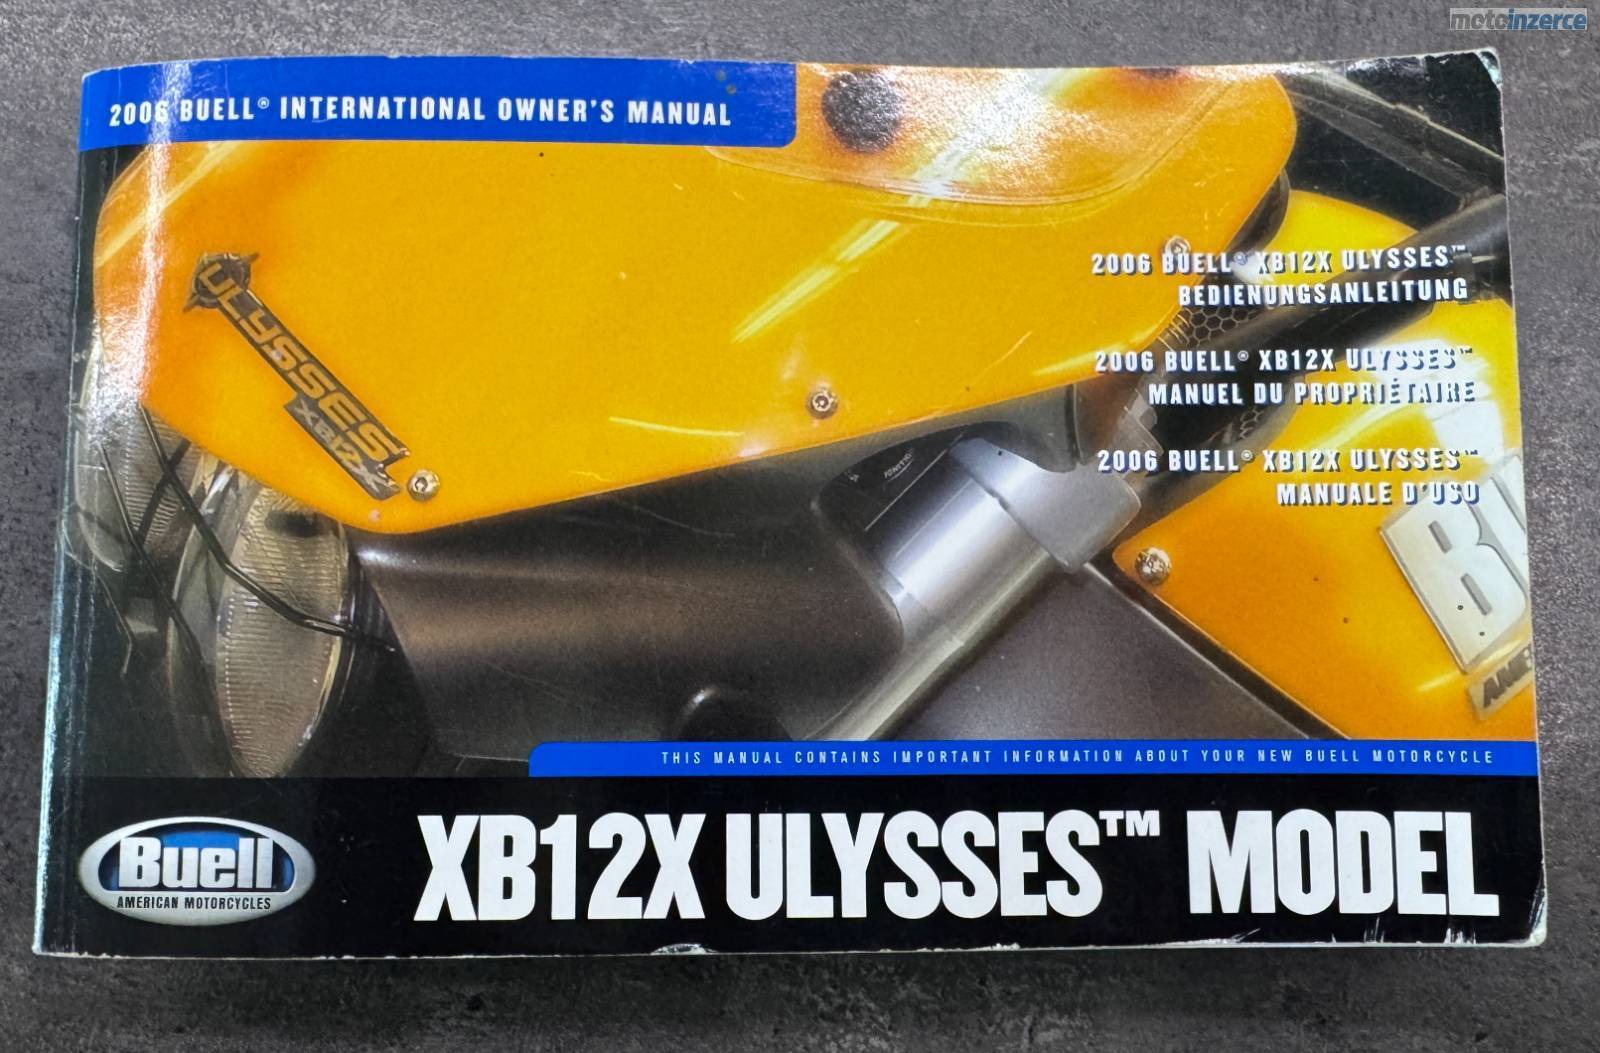 motoinzerce
2006 BUELL® INTERNATIONAL OWNER'S MANUAL
ULYSSES
XB12X
2006 BUELL® XB12X ULYSSES™
BEDIENUNGSANLEITUNG
2006 BUELL® XB12X ULYSSES™
MANUEL DU PROPRIÉTAIRE
2006 BUELL® XB12X ULYSSES™
MANUALE D'USO
THIS MANUAL CONTAINS IMPORTANT INFORMATION ABOUT YOUR NEW BUELL MOTORCYCLE
Buell
AMERICAN MOTORCYCLES
XB12X ULYSSES™ MODEL